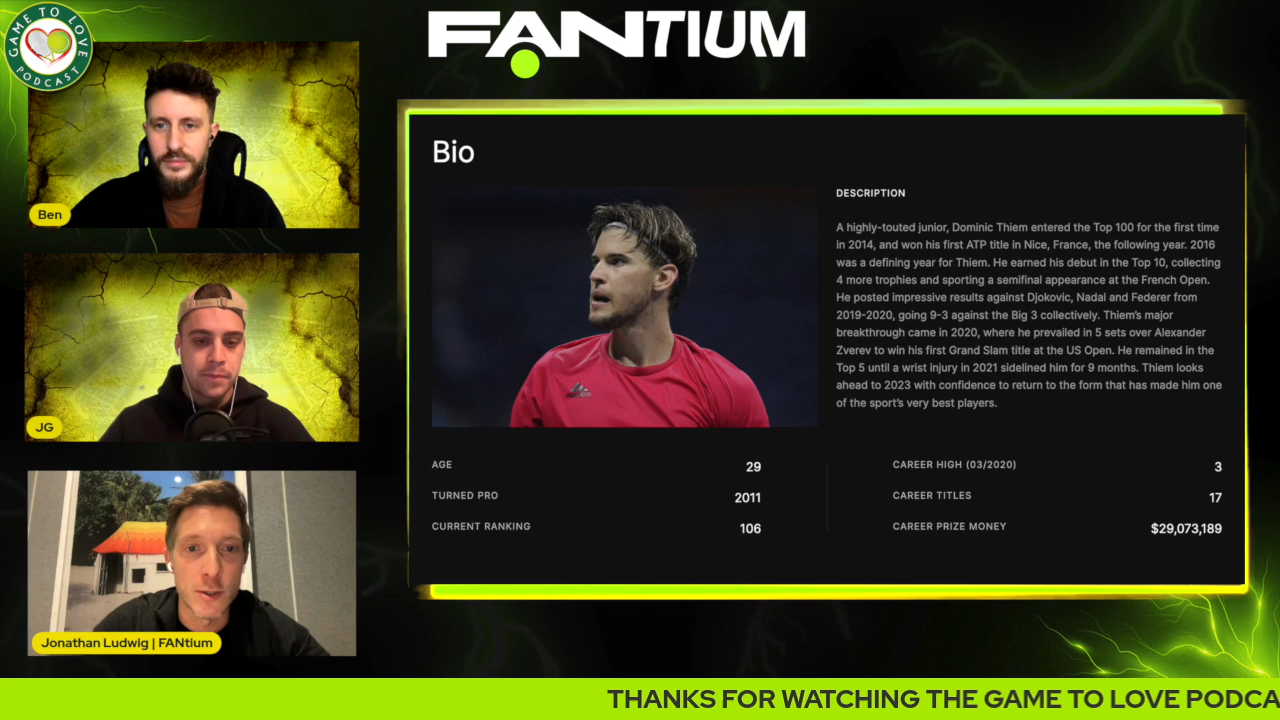 GAME TO LOVE
PODCAST
FANTIUM
Ben
JG
Jonathan Ludwig | FANtium
Bio
DESCRIPTION
A highly-touted junior, Dominic Thiem entered the Top 100 for the first time
in 2014, and won his first ATP title in Nice, France, the following year. 2016
was a defining year for Thiem. He earned his debut in the Top 10, collecting
4 more trophies and sporting a semifinal appearance at the French Open.
He posted impressive results against Djokovic, Nadal and Federer from
2019-2020, going 9-3 against the Big 3 collectively. Thiem's major
breakthrough came in 2020, where he prevailed in 5 sets over Alexander
Zverev to win his first Grand Slam title at the US Open. He remained in the
Top 5 until a wrist injury in 2021 sidelined him for 9 months. Thiem looks
ahead to 2023 with confidence to return to the form that has made him one
of the sport's very best players.
AGE 29
TURNED PRO 2011
CURRENT RANKING 106
CAREER HIGH (03/2020) 3
CAREER TITLES 17
CAREER PRIZE MONEY $29,073,189
THANKS FOR WATCHING THE GAME TO LOVE PODCA